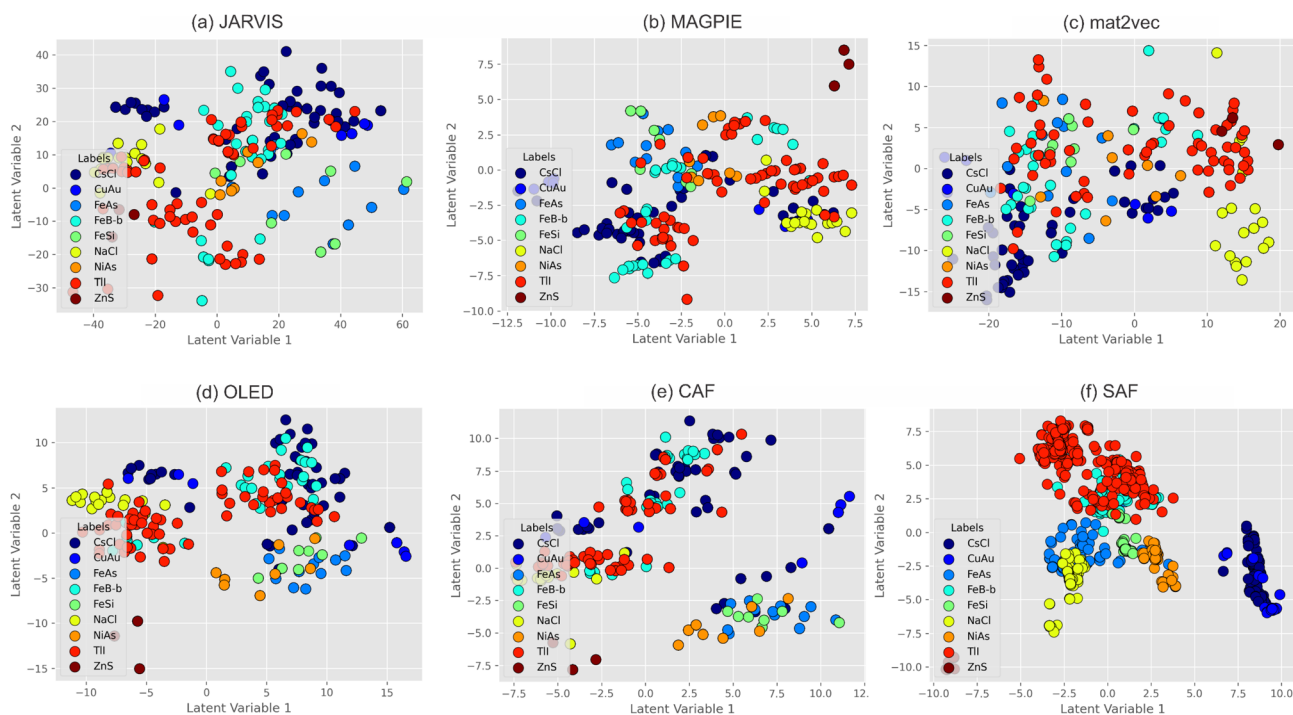 (a) JARVIS
40
30
20
10
0
−10
−20
−30
−40
−20
0
20
40
60
Latent Variable 1
Latent Variable 2
Labels
CsCl
CuAu
FeAs
FeB-b
FeSi
NaCl
NiAs
TlI
ZnS
(b) MAGPIE
7.5
5.0
2.5
0.0
−2.5
−5.0
−7.5
−10.0
−12.5
−10.0
−7.5
−5.0
−2.5
0.0
2.5
5.0
7.5
Latent Variable 1
Latent Variable 2
Labels
CsCl
CuAu
FeAs
FeB-b
FeSi
NaCl
NiAs
TlI
ZnS
(c) mat2vec
15
10
5
0
−5
−10
−15
−20
−10
0
10
20
Latent Variable 1
Latent Variable 2
Labels
CsCl
CuAu
FeAs
FeB-b
FeSi
NaCl
NiAs
TlI
ZnS
(d) OLED
10
5
0
−5
−10
−15
−10
−5
0
5
10
15
Latent Variable 1
Latent Variable 2
Labels
CsCl
CuAu
FeAs
FeB-b
FeSi
NaCl
NiAs
TlI
ZnS
(e) CAF
10.0
7.5
5.0
2.5
0.0
−2.5
−5.0
−7.5
−7.5
−5.0
−2.5
0.0
2.5
5.0
7.5
10.0
12.
Latent Variable 1
Latent Variable 2
Labels
CsCl
CuAu
FeAs
FeB-b
FeSi
NaCl
NiAs
TlI
ZnS
(f) SAF
7.5
5.0
2.5
0.0
−2.5
−5.0
−7.5
−10.0
−10.0
−7.5
−5.0
−2.5
0.0
2.5
5.0
7.5
10.0
Latent Variable 1
Latent Variable 2
Labels
CsCl
CuAu
FeAs
FeB-b
FeSi
NaCl
NiAs
TlI
ZnS